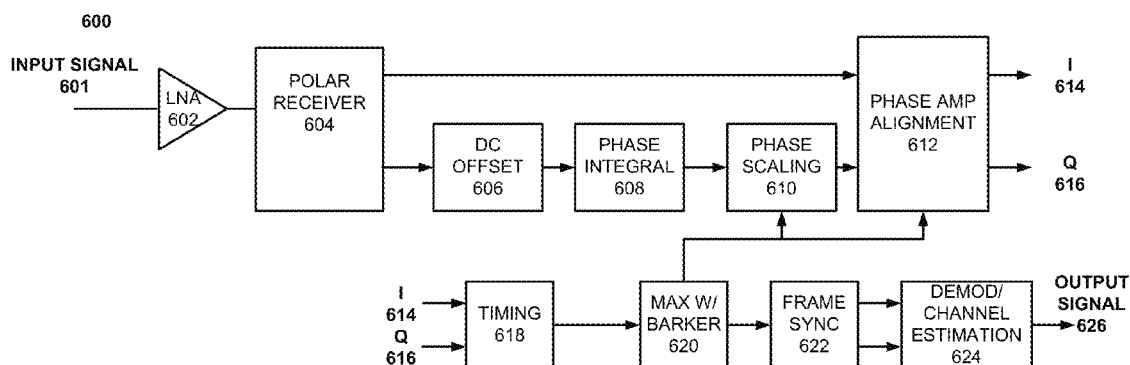 600
INPUT SIGNAL
601
LNA
602
POLAR
RECEIVER
604
DC
OFFSET
606
PHASE
INTEGRAL
608
PHASE
SCALING
610
PHASE AMP
ALIGNMENT
612
I
614
Q
616
I
614
Q
616
TIMING
618
MAX W/
BARKER
620
FRAME
SYNC
622
DEMOD/
CHANNEL
ESTIMATION
624
OUTPUT
SIGNAL
626